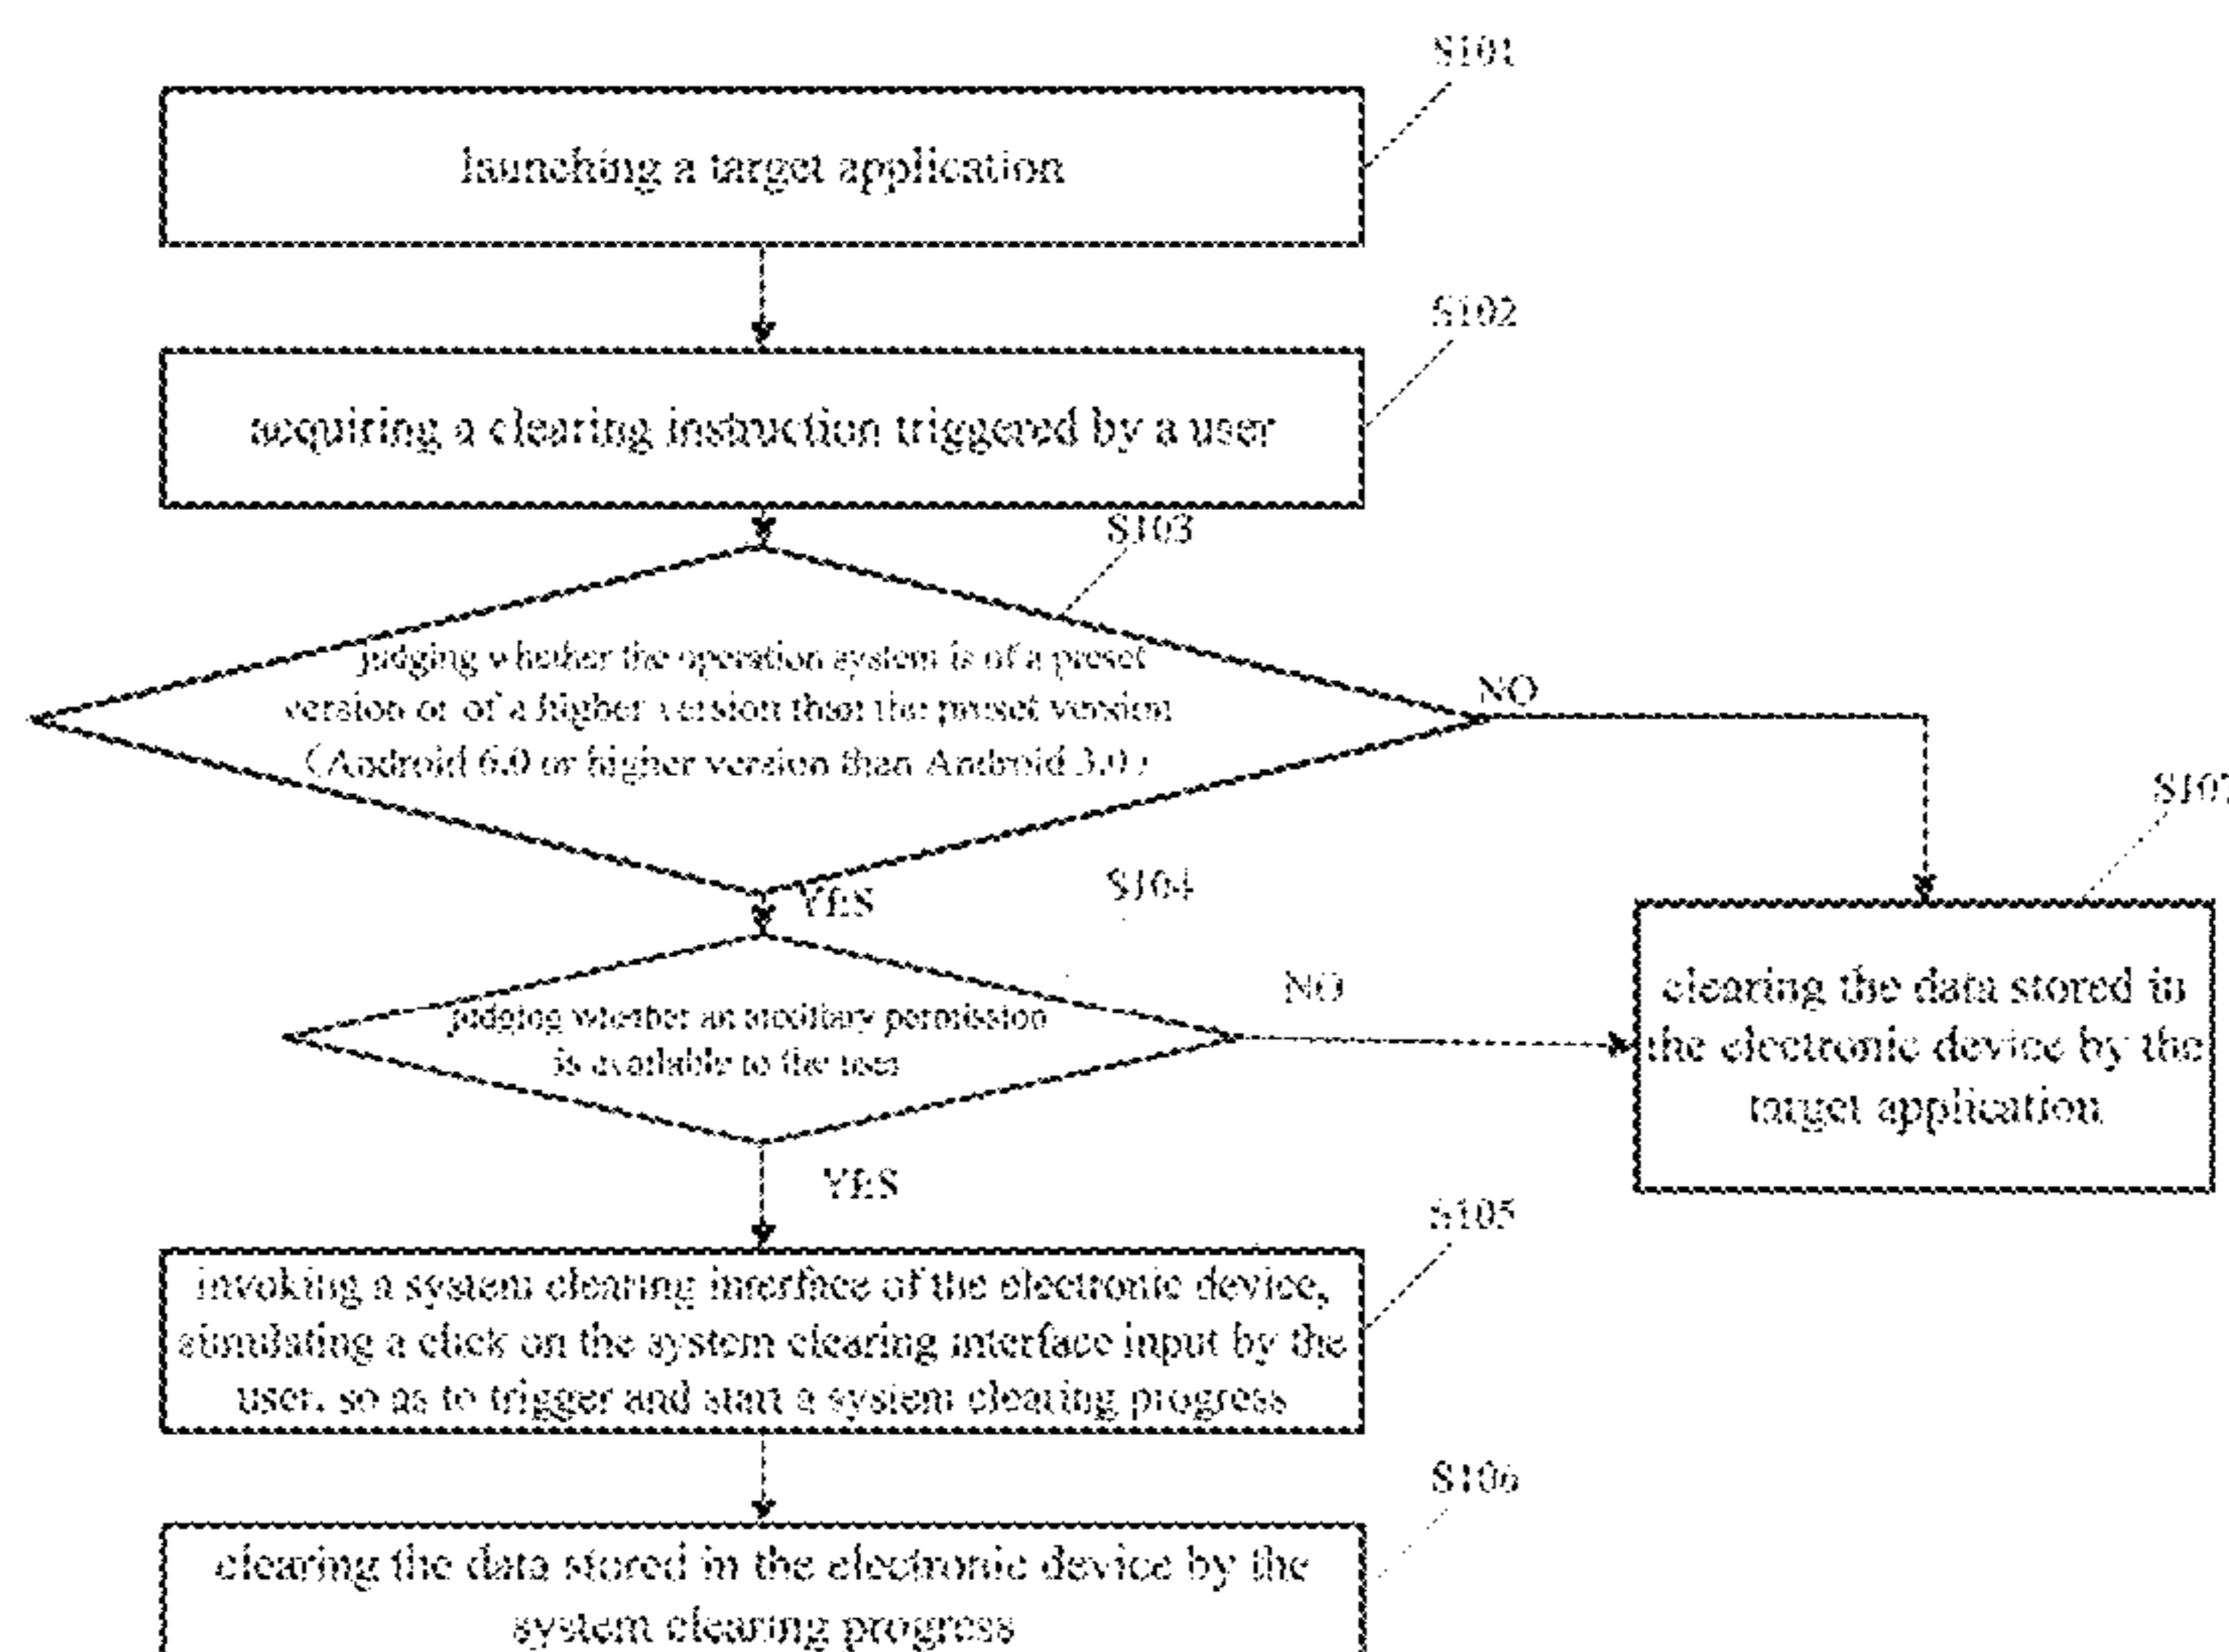 S101
launching a target application
S102
acquiring a clearing instruction triggered by a user
S103
judging whether the operation system is of a preset
version or of a higher version than the preset version
(Android 6.0 or higher version than Android 3.0)
NO
S107
YES
S104
judging whether an auxiliary permission
is available to the user
NO
clearing the data stored in
the electronic device by the
target application
YES
S105
invoking a system clearing interface of the electronic device,
simulating a click on the system clearing interface input by the
user, so as to trigger and start a system clearing progress
S106
clearing the data stored in the electronic device by the
system clearing progress